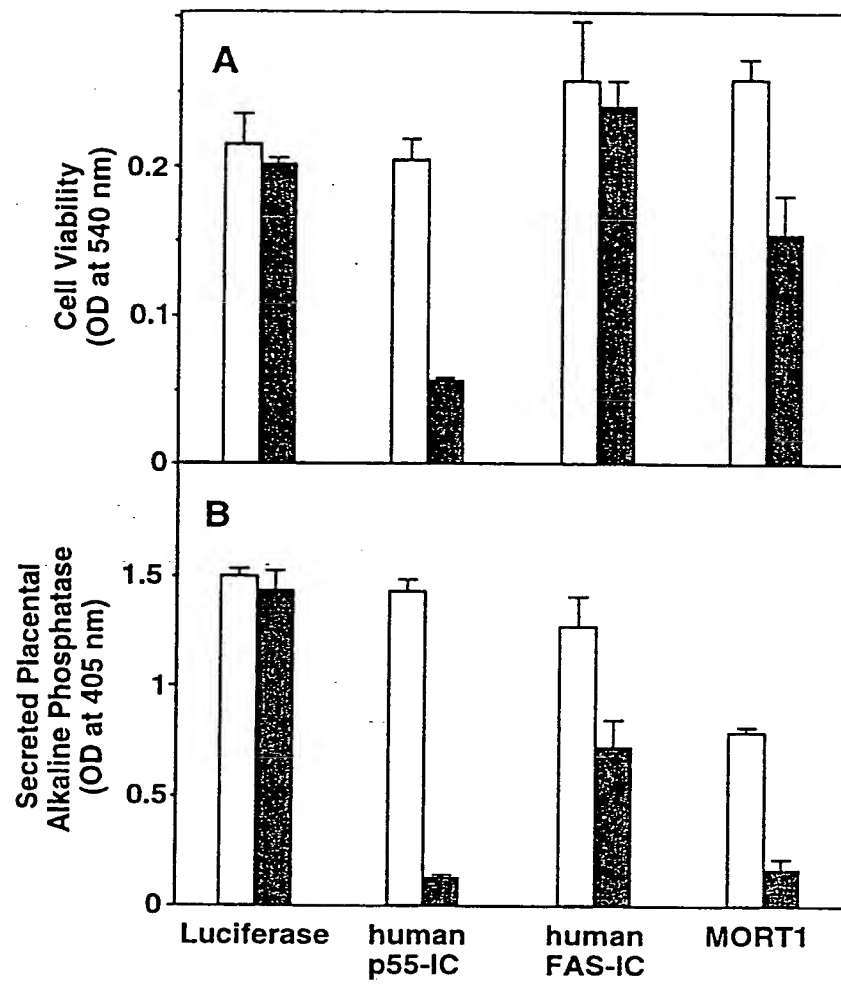 A
Cell Viability
(OD at 540 nm)
0.2
0.1
0
B
Secreted Placental
Alkaline Phosphatase
(OD at 405 nm)
1.5
1
0.5
0
Luciferase
human
p55-IC
human
FAS-IC
MORT1